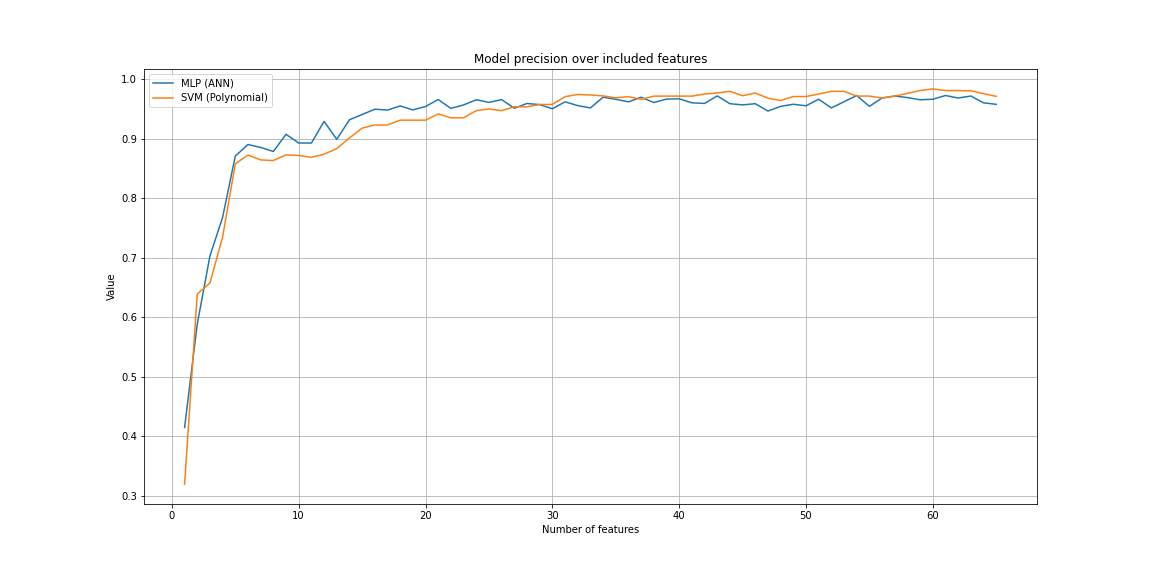 Model precision over included features
MLP (ANN)
SVM (Polynomial)
1.0
0.9
0.8
0.7
0.6
0.5
0.4
0.3
Value
0 10 20 30 40 50 60
Number of features